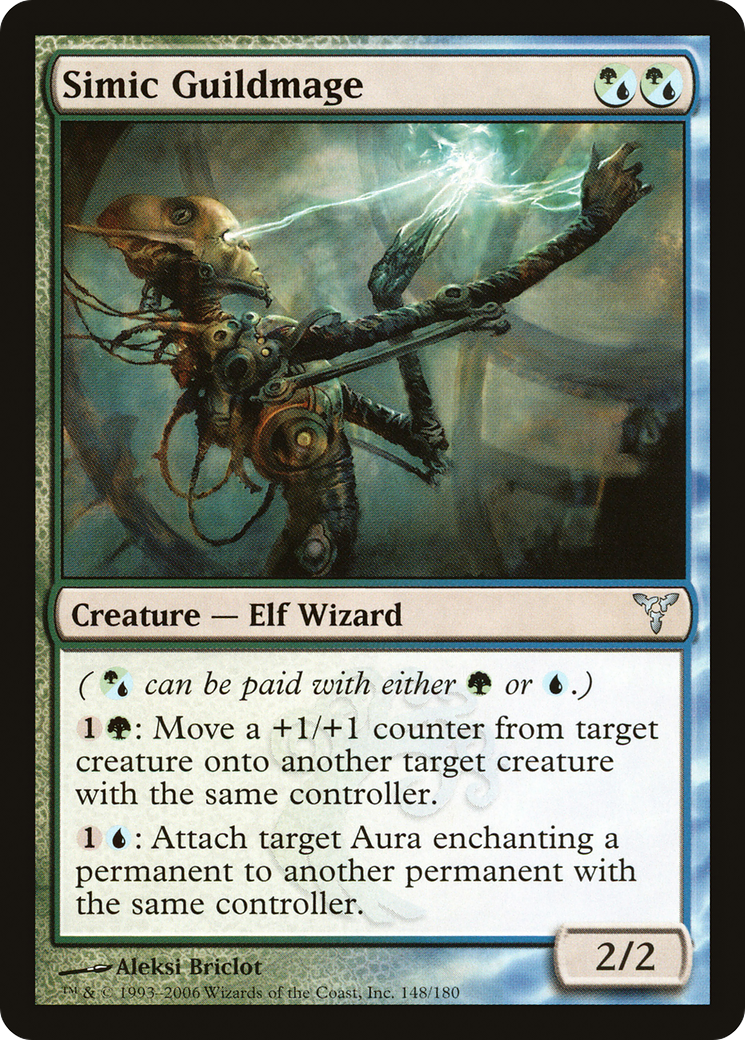 Simic Guildmage
Creature — Elf Wizard
( can be paid with either or .)
1: Move a +1/+1 counter from target
creature onto another target creature
with the same controller.
1: Attach target Aura enchanting a
permanent to another permanent with
the same controller.
2/2
Aleksi Briclot
™ & © 1993–2006 Wizards of the Coast, Inc. 148/180